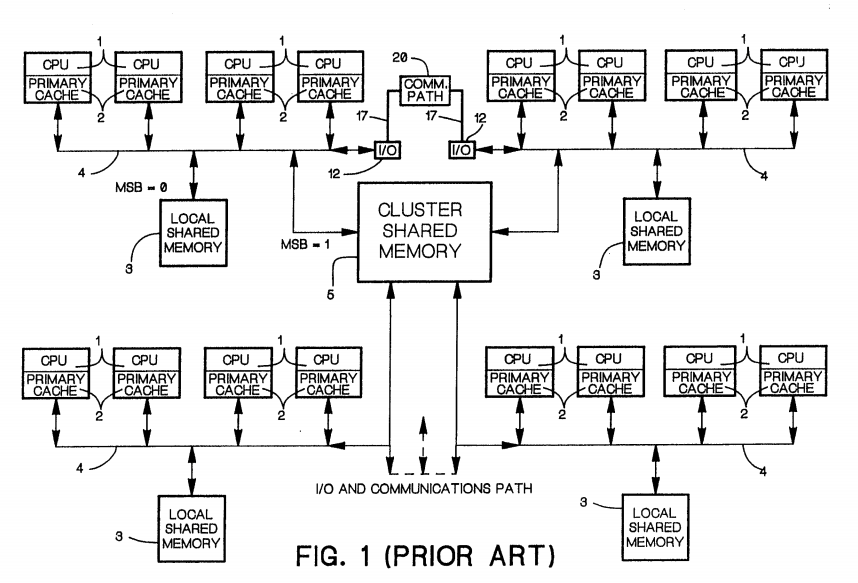 1 1 20 1 1
CPU CPU CPU CPU COMM. PATH CPU CPU CPU CPU
PRIMARY CACHE PRIMARY CACHE PRIMARY CACHE PRIMARY CACHE PRIMARY CACHE PRIMARY CACHE PRIMARY CACHE PRIMARY CACHE
2 2 17 17 12 2 2
I/O I/O
4 12 4
MSB = 0
LOCAL
SHARED
MEMORY
3
CLUSTER
SHARED
MEMORY
MSB = 1
5
LOCAL
SHARED
MEMORY
3
1 1 1 1
CPU CPU CPU CPU CPU CPU CPU CPU
PRIMARY CACHE PRIMARY CACHE PRIMARY CACHE PRIMARY CACHE PRIMARY CACHE PRIMARY CACHE PRIMARY CACHE PRIMARY CACHE
2 2 2 2
4 4
I/O AND COMMUNICATIONS PATH
LOCAL
SHARED
MEMORY
3
LOCAL
SHARED
MEMORY
3
FIG. 1 (PRIOR ART)